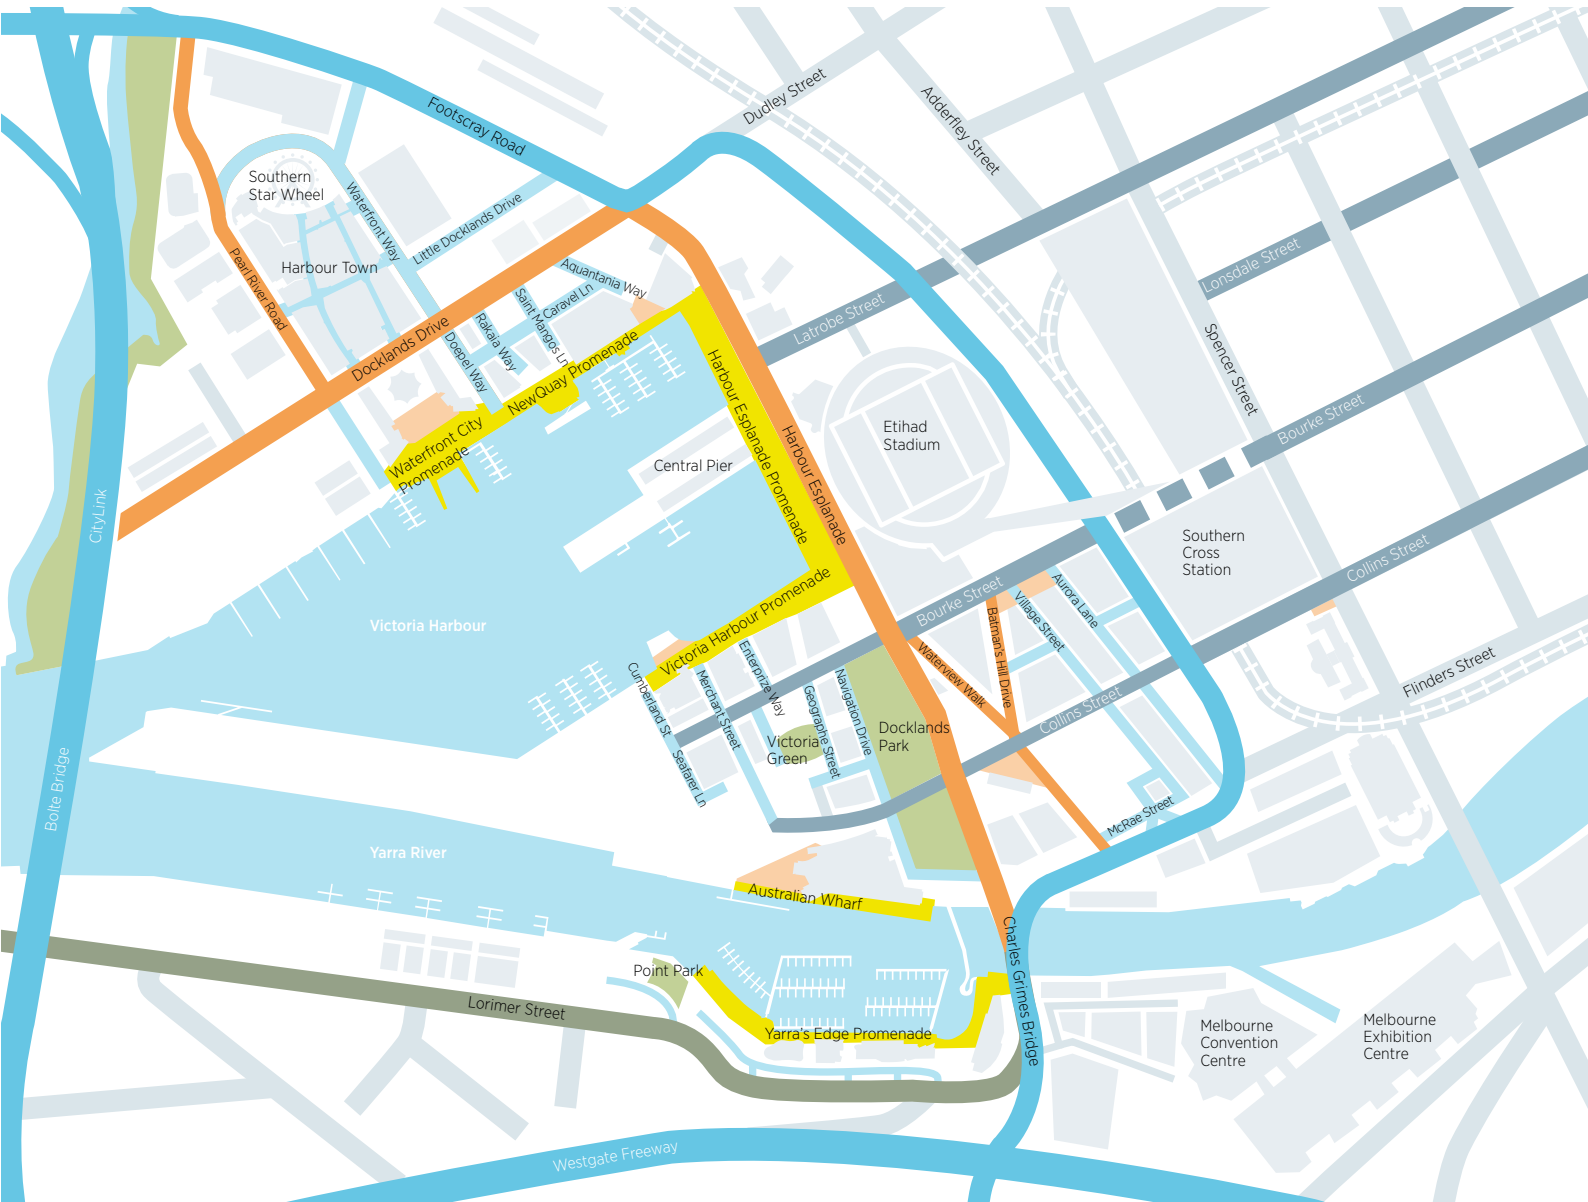 Dudley Street
Adderfley Street
Footscray Road
Southern
Star Wheel
Waterfront Way
Little Docklands Drive
Harbour Town
Pearl River Road
Aquantania Way
Saint Mangos Ln
Caravel Ln
Rakaia Way
Doepel Way
Docklands Drive
Latrobe Street
Lonsdale Street
Spencer Street
NewQuay Promenade
Waterfront City
Promenade
Harbour Esplanade Promenade
Harbour Esplanade
Central Pier
Etihad
Stadium
Bourke Street
CityLink
Southern
Cross
Station
Collins Street
Victoria Harbour
Victoria Harbour Promenade
Bourke Street
Batman's Hill Drive
Village Street
Aurora Lane
Waterview Walk
Flinders Street
Cumberland St
Merchant Street
Enterprize Way
Geographe Street
Navigation Drive
Collins Street
Docklands
Park
Victoria
Green
Seafarer Ln
Bolte Bridge
McRae Street
Yarra River
Australian Wharf
Charles Grimes Bridge
Point Park
Lorimer Street
Yarra's Edge Promenade
Melbourne
Convention
Centre
Melbourne
Exhibition
Centre
Westgate Freeway